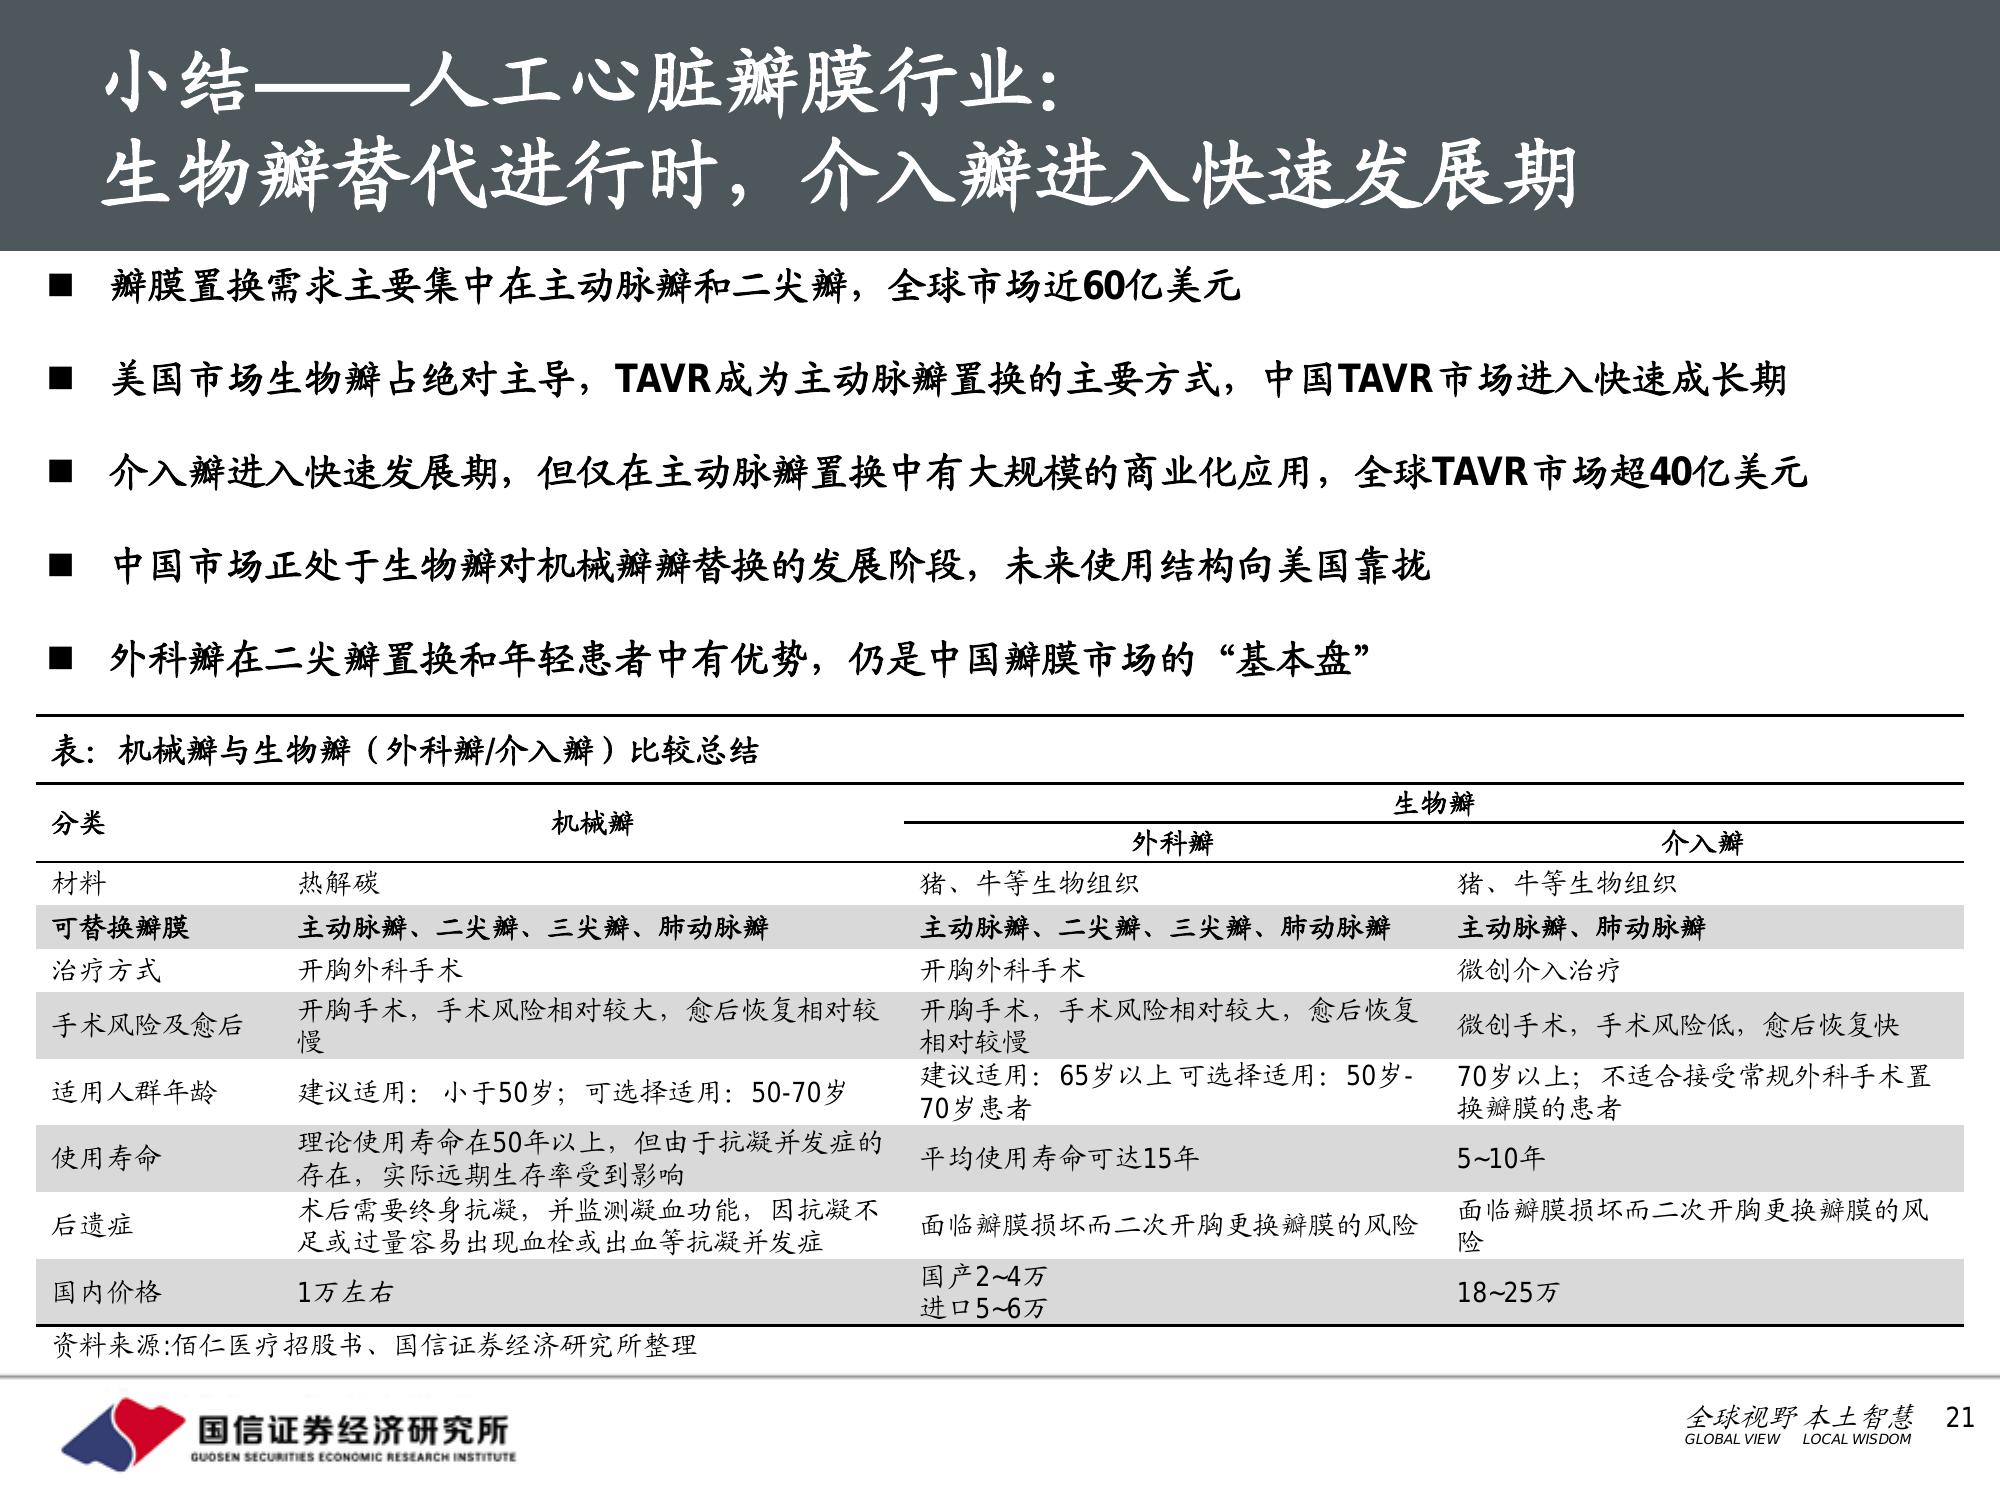 小结——人工心脏瓣膜行业：
生物瓣替代进行时，介入瓣进入快速发展期
■ 瓣膜置换需求主要集中在主动脉瓣和二尖瓣，全球市场近60亿美元
■ 美国市场生物瓣占绝对主导，TAVR成为主动脉瓣置换的主要方式，中国TAVR市场进入快速成长期
■ 介入瓣进入快速发展期，但仅在主动脉瓣置换中有大规模的商业化应用，全球TAVR市场超40亿美元
■ 中国市场正处于生物瓣对机械瓣瓣替换的发展阶段，未来使用结构向美国靠拢
■ 外科瓣在二尖瓣置换和年轻患者中有优势，仍是中国瓣膜市场的“基本盘”
表：机械瓣与生物瓣（外科瓣/介入瓣）比较总结
分类 机械瓣 生物瓣
外科瓣 介入瓣
材料 热解碳 猪、牛等生物组织 猪、牛等生物组织
可替换瓣膜 主动脉瓣、二尖瓣、三尖瓣、肺动脉瓣 主动脉瓣、二尖瓣、三尖瓣、肺动脉瓣 主动脉瓣、肺动脉瓣
治疗方式 开胸外科手术 开胸外科手术 微创介入治疗
手术风险及愈后 开胸手术，手术风险相对较大，愈后恢复相对较
慢 开胸手术，手术风险相对较大，愈后恢复
相对较慢 微创手术，手术风险低，愈后恢复快
适用人群年龄 建议适用： 小于50岁；可选择适用：50-70岁 建议适用：65岁以上 可选择适用：50岁-
70岁患者 70岁以上；不适合接受常规外科手术置
换瓣膜的患者
使用寿命 理论使用寿命在50年以上，但由于抗凝并发症的
存在，实际远期生存率受到影响 平均使用寿命可达15年 5~10年
后遗症 术后需要终身抗凝，并监测凝血功能，因抗凝不
足或过量容易出现血栓或出血等抗凝并发症 面临瓣膜损坏而二次开胸更换瓣膜的风险 面临瓣膜损坏而二次开胸更换瓣膜的风
险
国内价格 1万左右 国产2~4万
进口5~6万 18~25万
资料来源:佰仁医疗招股书、国信证券经济研究所整理
国信证券经济研究所
GUOSEN SECURITIES ECONOMIC RESEARCH INSTITUTE
全球视野 本土智慧 21
GLOBAL VIEW LOCAL WISDOM